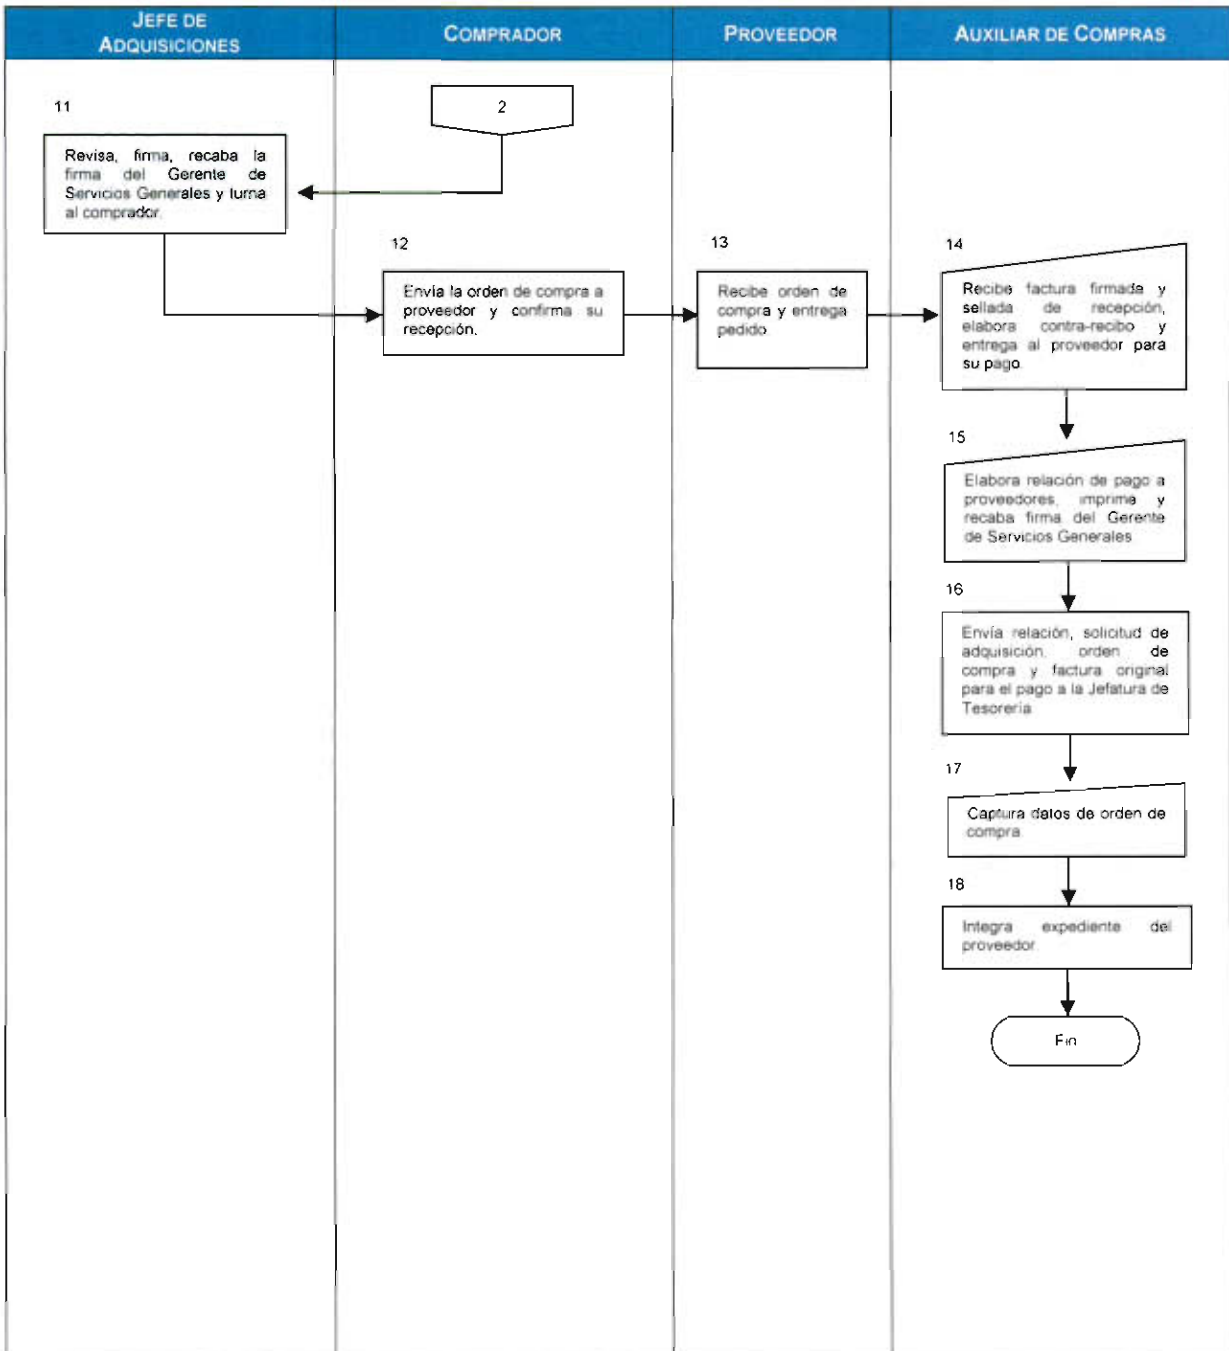 JEFE DE
ADQUISICIONES
COMPRADOR
PROVEEDOR
AUXILIAR DE COMPRAS
2
11
Revisa, firma, recaba la
firma del Gerente de
Servicios Generales y turna
al comprador.
12
Envía la orden de compra a
proveedor y confirma su
recepción.
13
Recibe orden de
compra y entrega
pedido
14
Recibe factura firmada y
sellada de recepción,
elabora contra-recibo y
entrega al proveedor para
su pago.
15
Elabora relación de pago a
proveedores, imprime y
recaba firma del Gerente
de Servicios Generales
16
Envía relación, solicitud de
adquisición, orden de
compra y factura original
para el pago a la Jefatura de
Tesorería
17
Captura datos de orden de
compra
18
Integra expediente del
proveedor
Fin